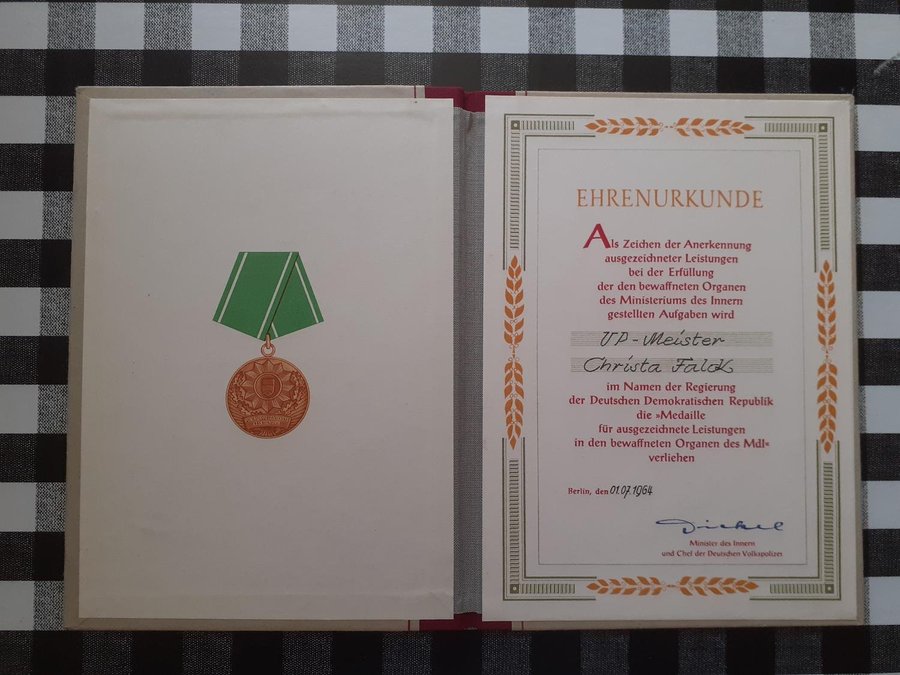 EHRENURKUNDE
Als Zeichen der Anerkennung
ausgezeichneter Leistungen
bei der Erfüllung
der den bewaffneten Organen
des Ministeriums des Innern
gestellten Aufgaben wird
VP-Meister
Christa Falck
im Namen der Regierung
der Deutschen Demokratischen Republik
die »Medaille
für ausgezeichnete Leistungen
in den bewaffneten Organen des MdI«
verliehen
Berlin, den 01.07.1964
Dickel
Minister des Innern
und Chef der Deutschen Volkspolizei